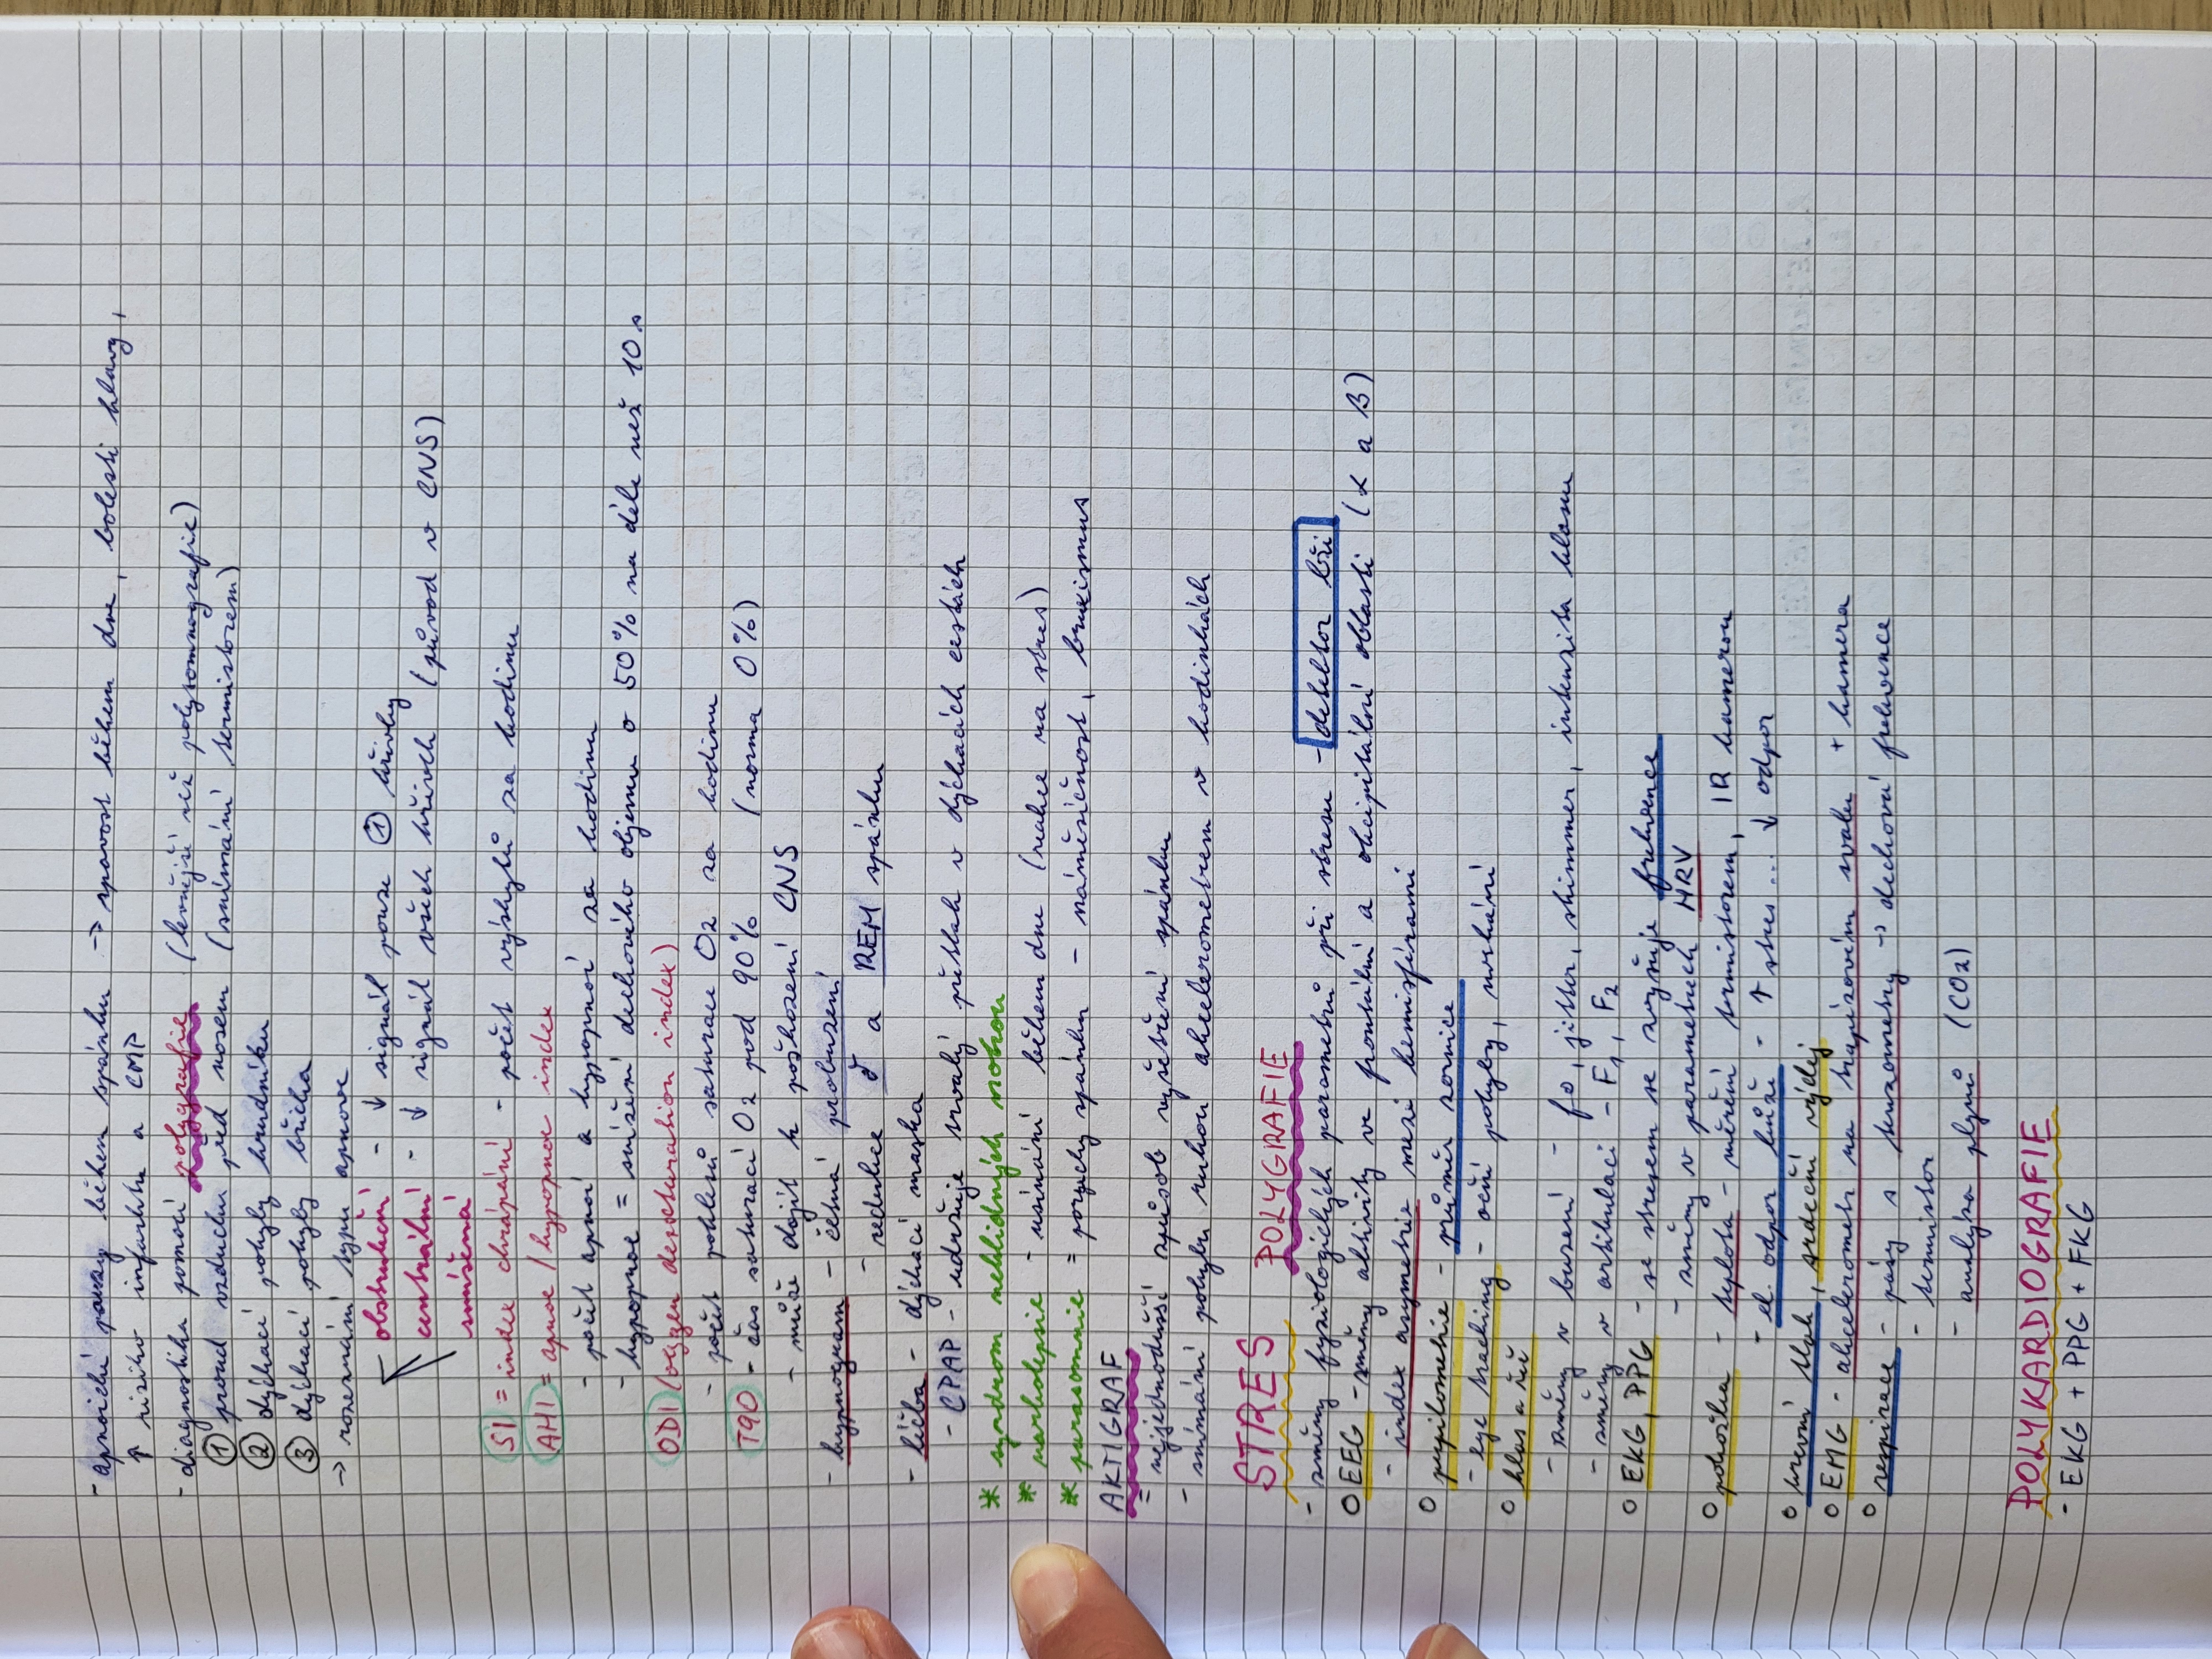 - apnoické pauzy během spánku → spavost během dne, bolesti hlavy,
↑ riziko infarktu a CMP
- diagnostika pomocí polygrafie (levnější než polysomnografie)
① proud vzduchu před nosem (snímání termistorem)
② dýchací pohyby hrudníku
③ dýchací pohyby břicha
→ rozeznání typu apnoe
obstrukční - ↓ signál pouze ① křivky
centrální - ↓ signál všech křivek (původ v CNS)
smíšená
SI = index chrápání - počet výskytů za hodinu
AHI = apnoe / hypopnoe index
- počet apnoí a hypopnoí za hodinu
- hypopnoe = snížení dechového objemu o 50% na déle než 10 s
ODI (oxygen desaturation index)
- počet poklesů saturace O2 za hodinu
T90 - čas saturací O2 pod 90% (norma 0%)
- může dojít k poškození CNS
- hypnogram - četná probuzení
- redukce δ a REM spánku
- léčba - dýchací maska
- CPAP - udržuje trvalý přetlak v dýchacích cestách
* syndrom neklidných nohou
* narkolepsie - usínání během dne (reakce na stres)
* parasomnie = poruchy spánku - náměsíčnost, bruxismus
AKTIGRAF
= nejjednodušší způsob vyšetření spánku
- snímání pohybu rukou akcelerometrem v hodinkách
STRES POLYGRAFIE
- změny fyziologických parametrů při stresu - detektor lži
○ EEG - změny aktivity ve frontální a okcipitální oblasti (α a β)
- index asymetrie mezi hemisférami
○ pupilometrie - průměr zornice
- eye tracking - oční pohyby, mrkání
○ hlas a řeč
- změny v buzení - f0, jitter, shimmer, intenzita hlasu
- změny v artikulaci - F1, F2
○ EKG, PPG - se stresem se zvyšuje frekvence
- změny v parametrech HRV
○ pokožka - teplota - měření termistorem, IR kamerou
- el. odpor kůže - ↑ stres... ↓ odpor
○ krevní tlak, srdeční výdej
○ EMG - akcelerometr na trapézovém svalu + kamera
○ respirace - pásy s tenzometry → dechová frekvence
- termistor
- analýza plynů (CO2)
POLYKARDIOGRAFIE
- EKG + PPG + FKG